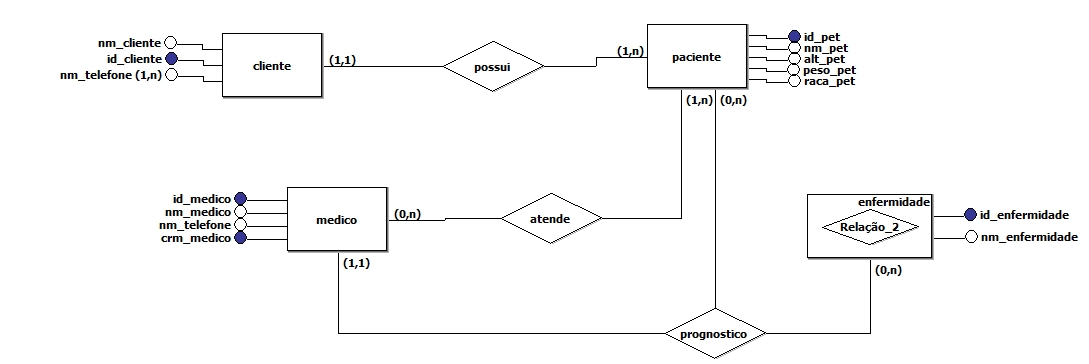 nm_cliente
id_cliente
nm_telefone (1,n)
cliente
(1,1)
possui
(1,n)
paciente
id_pet
nm_pet
alt_pet
peso_pet
raca_pet
(1,n)
(0,n)
id_medico
nm_medico
nm_telefone
crm_medico
medico
(0,n)
atende
(1,1)
enfermidade
Relação_2
id_enfermidade
nm_enfermidade
(0,n)
prognostico